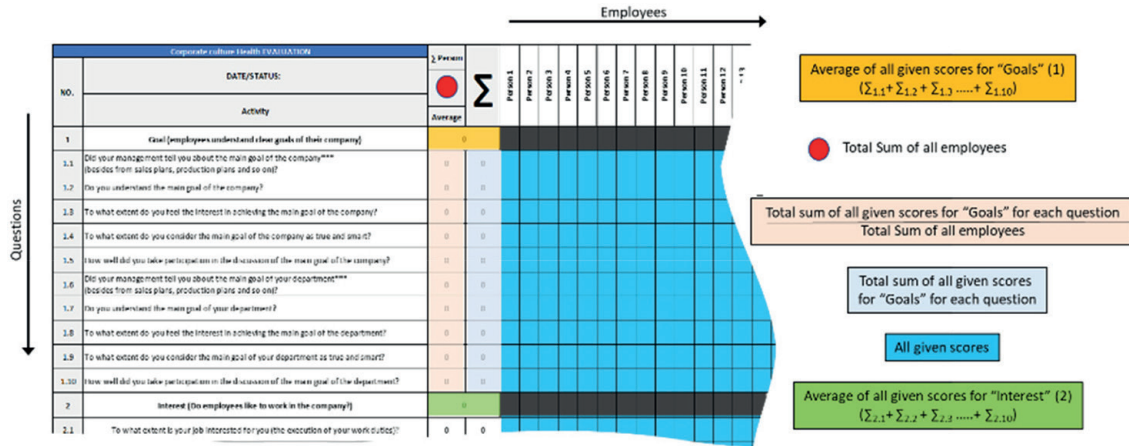 Employees
Questions
Corporate culture Health EVALUATION
NO.
DATE/STATUS:
Activity
∑ Person
Average
∑
Person 1
Person 2
Person 3
Person 4
Person 5
Person 6
Person 7
Person 8
Person 9
Person 10
Person 11
Person 12
1 Goal (employees understand clear goals of their company) 0
1.1 Did your management tell you about the main goal of the company***
(besides from sales plans, production plans and so on)? 0 0
1.2 Do you understand the main goal of the company? 0 0
1.3 To what extent do you feel the interest in achieving the main goal of the company? 0 0
1.4 To what extent do you consider the main goal of the company as true and smart? 0 0
1.5 How well did you take participation in the discussion of the main goal of the company? 0 0
1.6 Did your management tell you about the main goal of your department***
(besides from sales plans, production plans and so on)? 0 0
1.7 Do you understand the main goal of your department? 0 0
1.8 To what extent do you feel the interest in achieving the main goal of the department? 0 0
1.9 To what extent do you consider the main goal of your department as true and smart? 0 0
1.10 How well did you take participation in the discussion of the main goal of the department? 0 0
2 Interest (Do employees like to work in the company?) 0
2.1 To what extent is your job interested for you (the execution of your work duties)? 0 0
Average of all given scores for "Goals" (1)
(∑1.1+ ∑1.2 + ∑1.3 .....+ ∑1.10)
Total Sum of all employees
Total sum of all given scores for "Goals" for each question
Total Sum of all employees
Total sum of all given scores
for "Goals" for each question
All given scores
Average of all given scores for "Interest" (2)
(∑2.1+ ∑2.2 + ∑2.3 .....+ ∑2.10)